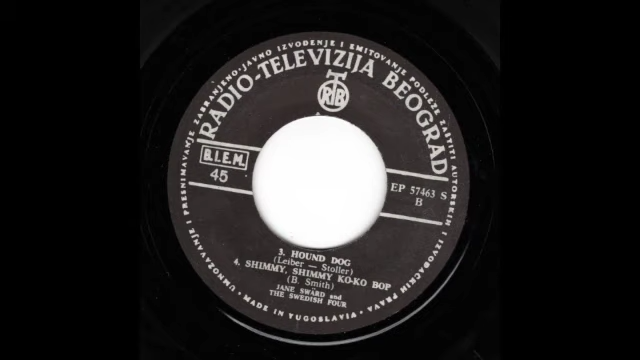 UMNOŽAVANJE I PRESNIMAVANJE ZABRANJENO·JAVNO IZVOĐENJE I EMITOVANJE PODLEŽE ZAŠTITI AUTORSKIH I IZVOĐAČKIH PRAVA
RADIO-TELEVIZIJA BEOGRAD
RTB
B.I.E.M.
45
EP 57463 S
B
3. HOUND DOG
(Leiber — Stoller)
4. SHIMMY, SHIMMY KO-KO BOP
(B. Smith)
JANE SWÄRD and
THE SWEDISH FOUR
·MADE IN YUGOSLAVIA·